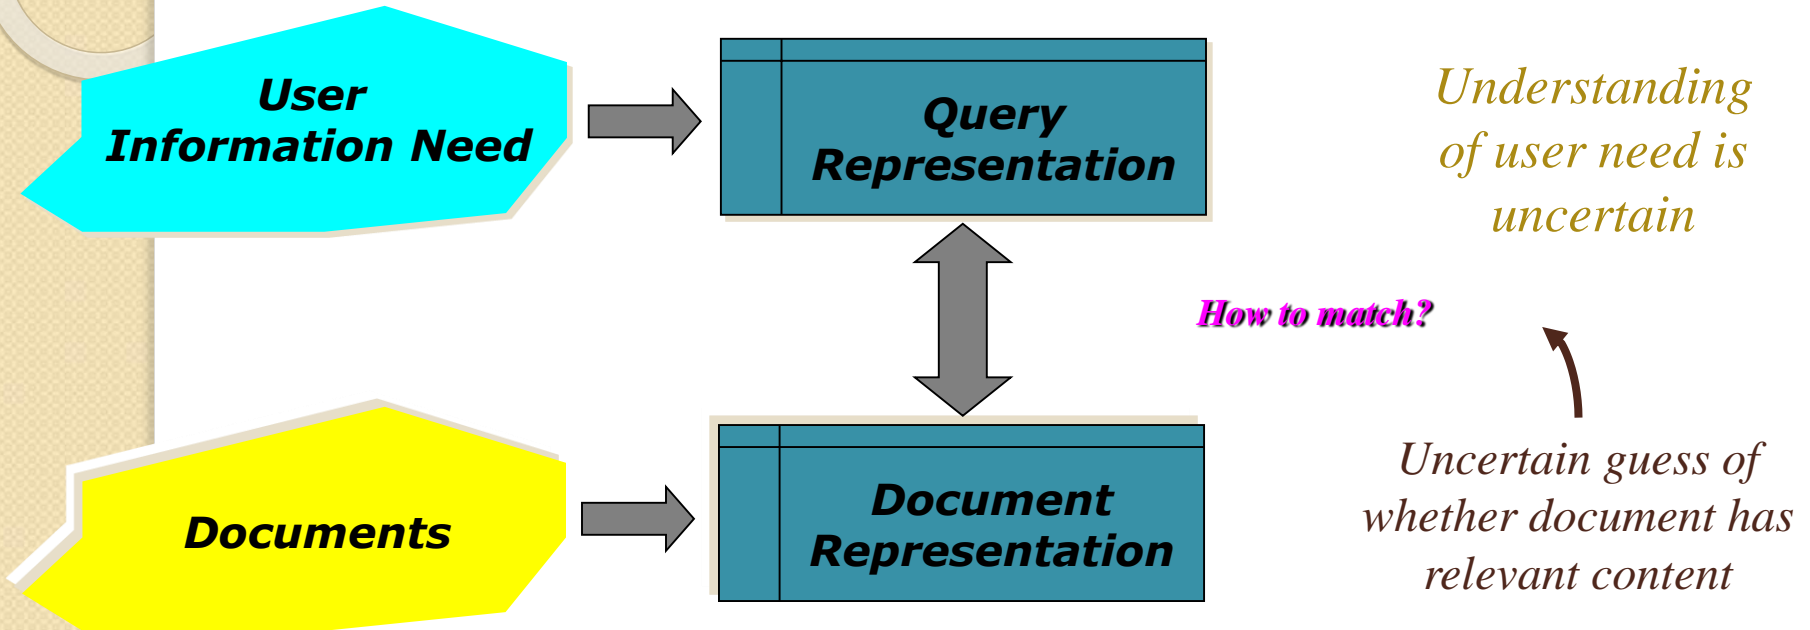 User
Information Need
Query
Representation
Understanding
of user need is
uncertain
How to match?
Documents
Document
Representation
Uncertain guess of
whether document has
relevant content